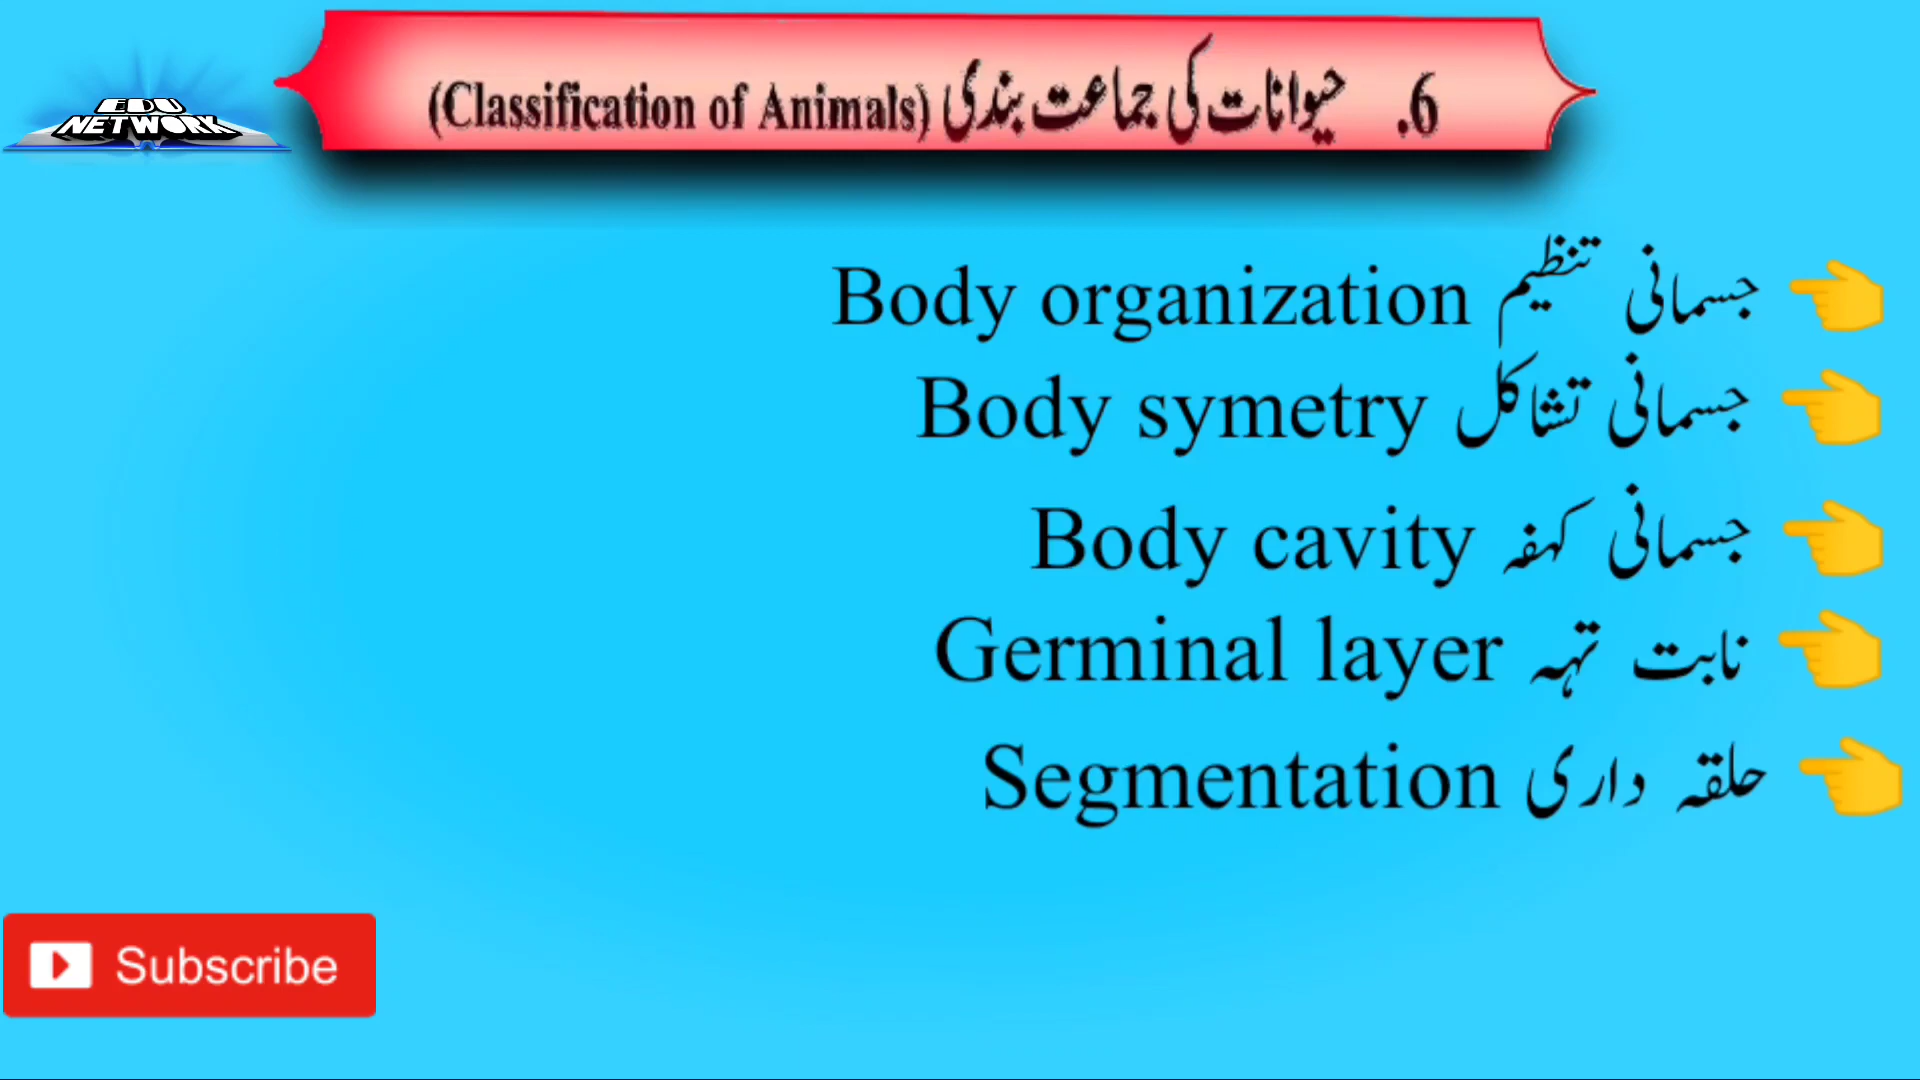 EDU
NETWORK
6. حیوانات کی جماعت بندی (Classification of Animals)
جسمانی تنظیم Body organization
جسمانی تشاکل Body symetry
جسمانی کہفہ Body cavity
نابت تہہ Germinal layer
حلقہ داری Segmentation
Subscribe